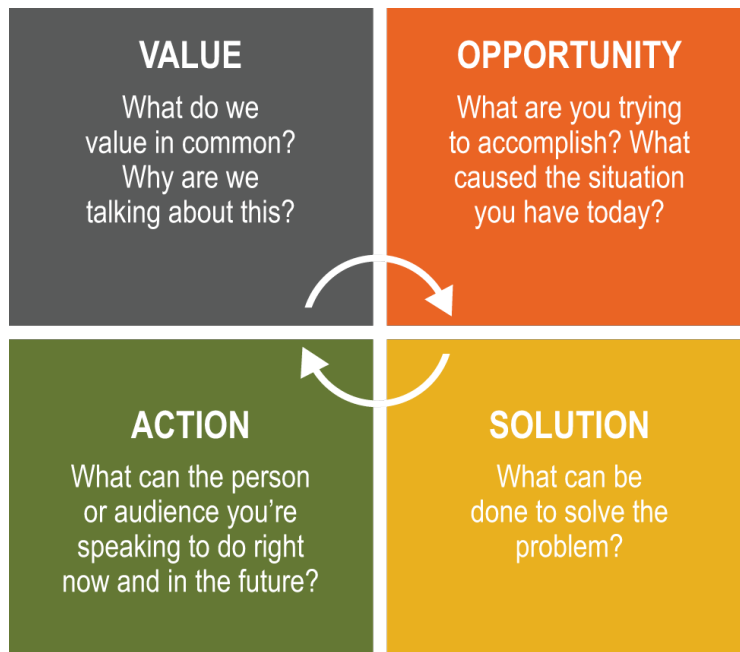 VALUE
What do we
value in common?
Why are we
talking about this?
OPPORTUNITY
What are you trying
to accomplish? What
caused the situation
you have today?
ACTION
What can the person
or audience you’re
speaking to do right
now and in the future?
SOLUTION
What can be
done to solve the
problem?